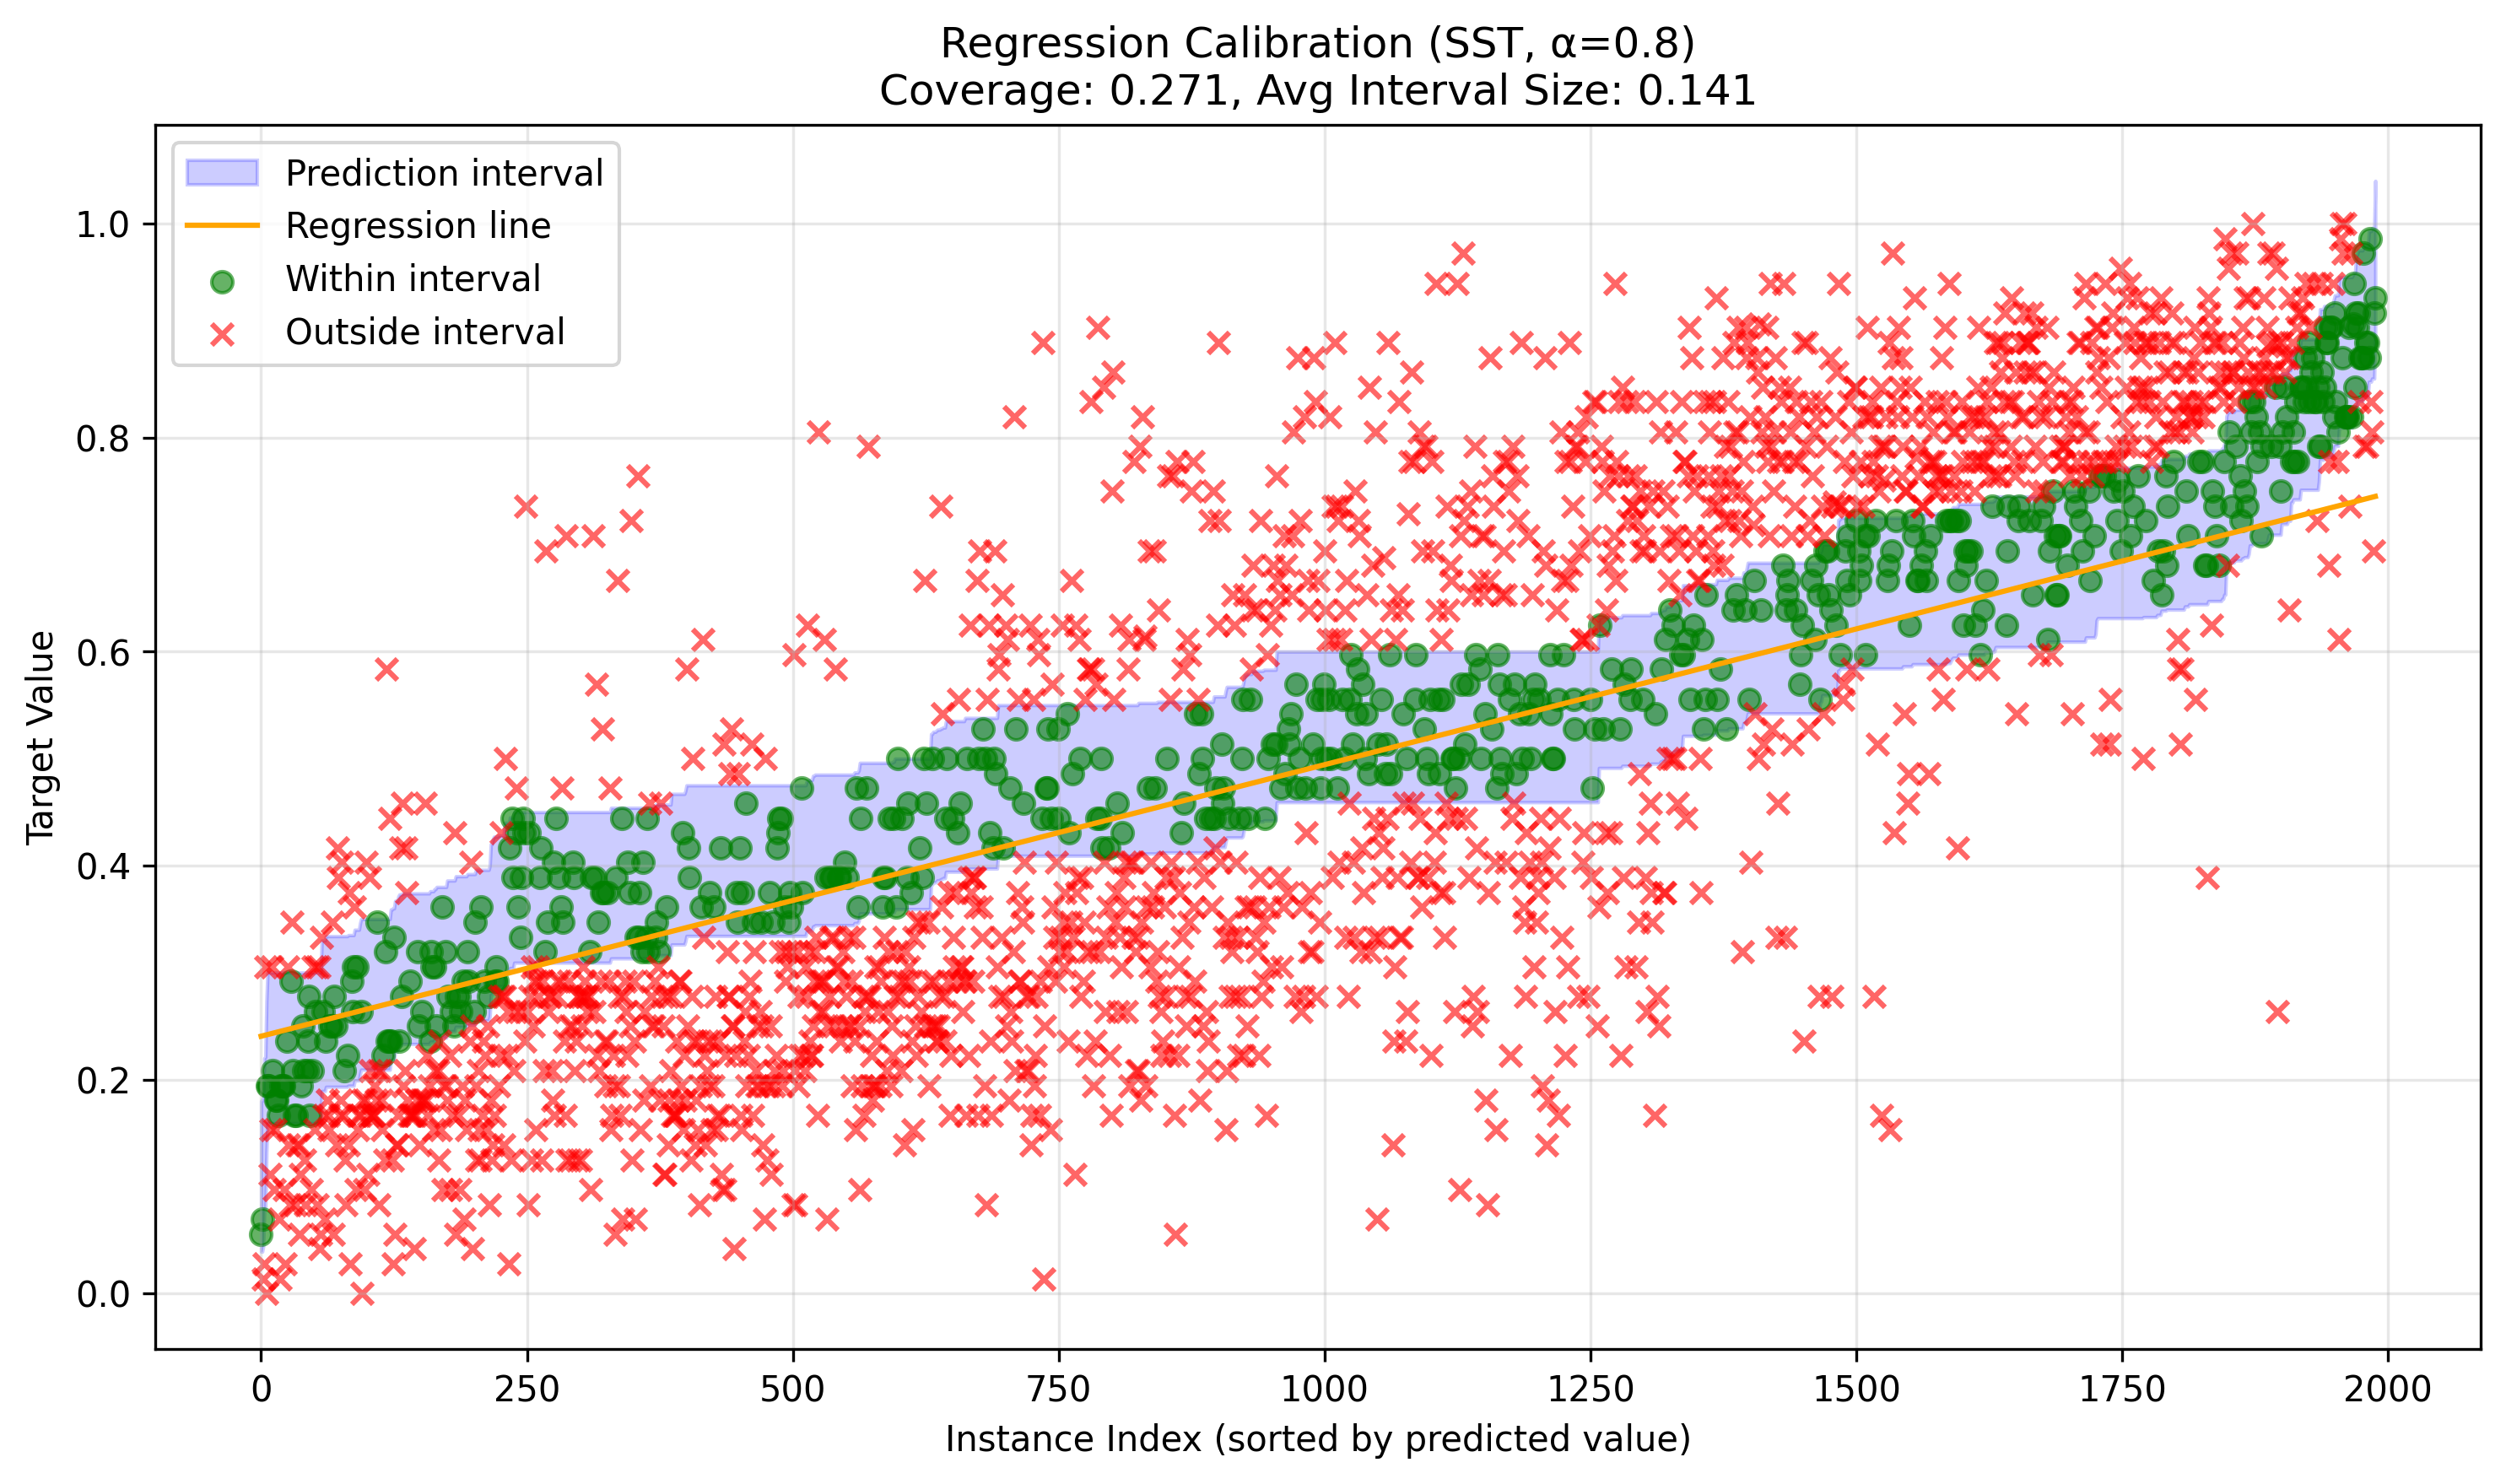 Regression Calibration (SST, α=0.8)
Coverage: 0.271, Avg Interval Size: 0.141
Prediction interval
Regression line
Within interval
Outside interval
1.0
0.8
0.6
0.4
0.2
0.0
Target Value
0 250 500 750 1000 1250 1500 1750 2000
Instance Index (sorted by predicted value)